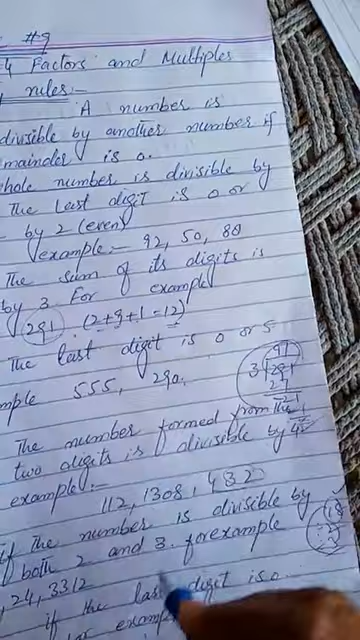 #9
4 Factors and Multiples
rules:-
A number is
divisible by another number if
mainder is 0.
hole number is divisible by
The last digit is 0 or
by 2 (even)
example:- 92, 50, 80
The sum of its digits is
by 3. For example
291 (2+9+1=12)
The last digit is 0 or 5
mple 555, 290.
97
3 291
27
21
The number formed from the
two digits is divisible by 4
example:-
112, 1308, 432
if the number is divisible by
both 2 and 3. for example
, 24, 3312
if the last digit is 0
example